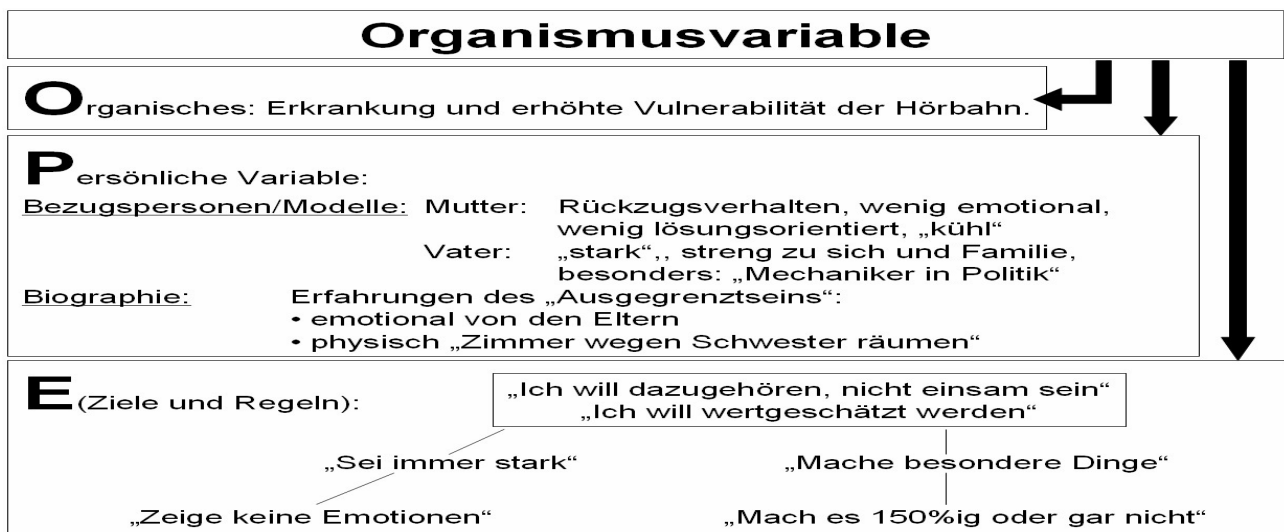 Organismusvariable
Organisches: Erkrankung und erhöhte Vulnerabilität der Hörbahn.
Persönliche Variable:
Bezugspersonen/Modelle: Mutter: Rückzugsverhalten, wenig emotional,
wenig lösungsorientiert, „kühl“
Vater: „stark“,, streng zu sich und Familie,
besonders: „Mechaniker in Politik“
Biographie: Erfahrungen des „Ausgegrenztseins“:
• emotional von den Eltern
• physisch „Zimmer wegen Schwester räumen“
E(Ziele und Regeln): „Ich will dazugehören, nicht einsam sein“
„Ich will wertgeschätzt werden“
„Sei immer stark“ „Mache besondere Dinge“
„Zeige keine Emotionen“ „Mach es 150%ig oder gar nicht“